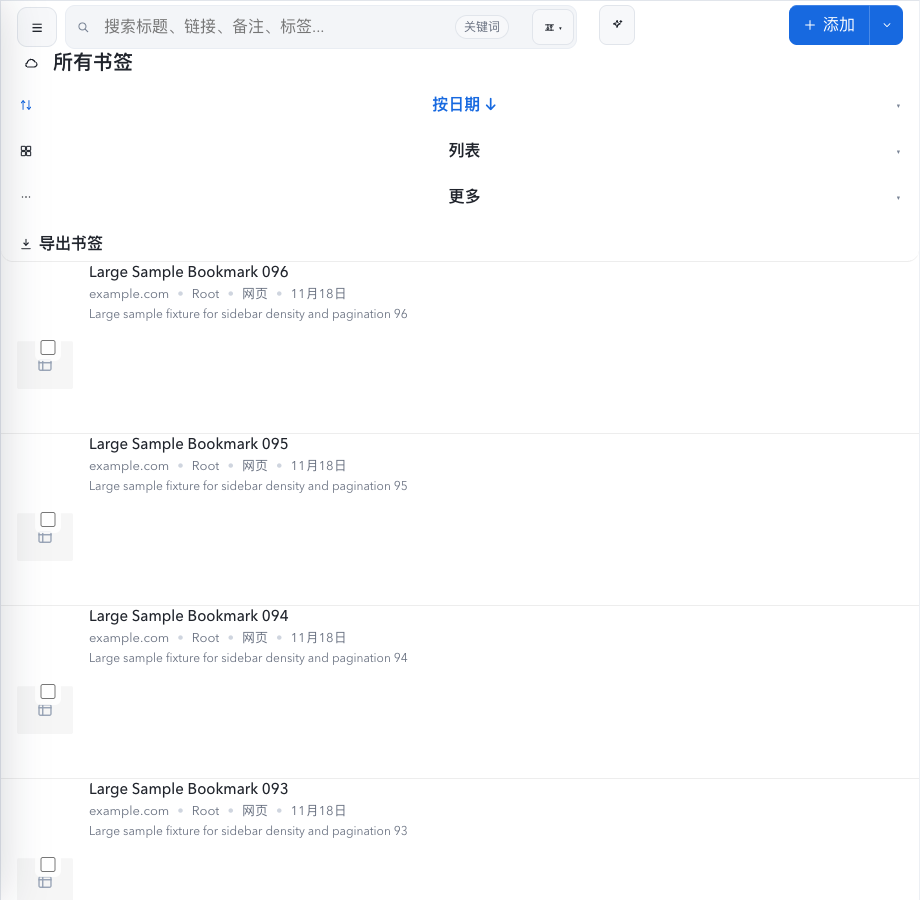 搜索标题、链接、备注、标签...
关键词
添加
所有书签
按日期 ↓
列表
更多
导出书签
Large Sample Bookmark 096
example.com • Root • 网页 • 11月18日
Large sample fixture for sidebar density and pagination 96
Large Sample Bookmark 095
example.com • Root • 网页 • 11月18日
Large sample fixture for sidebar density and pagination 95
Large Sample Bookmark 094
example.com • Root • 网页 • 11月18日
Large sample fixture for sidebar density and pagination 94
Large Sample Bookmark 093
example.com • Root • 网页 • 11月18日
Large sample fixture for sidebar density and pagination 93